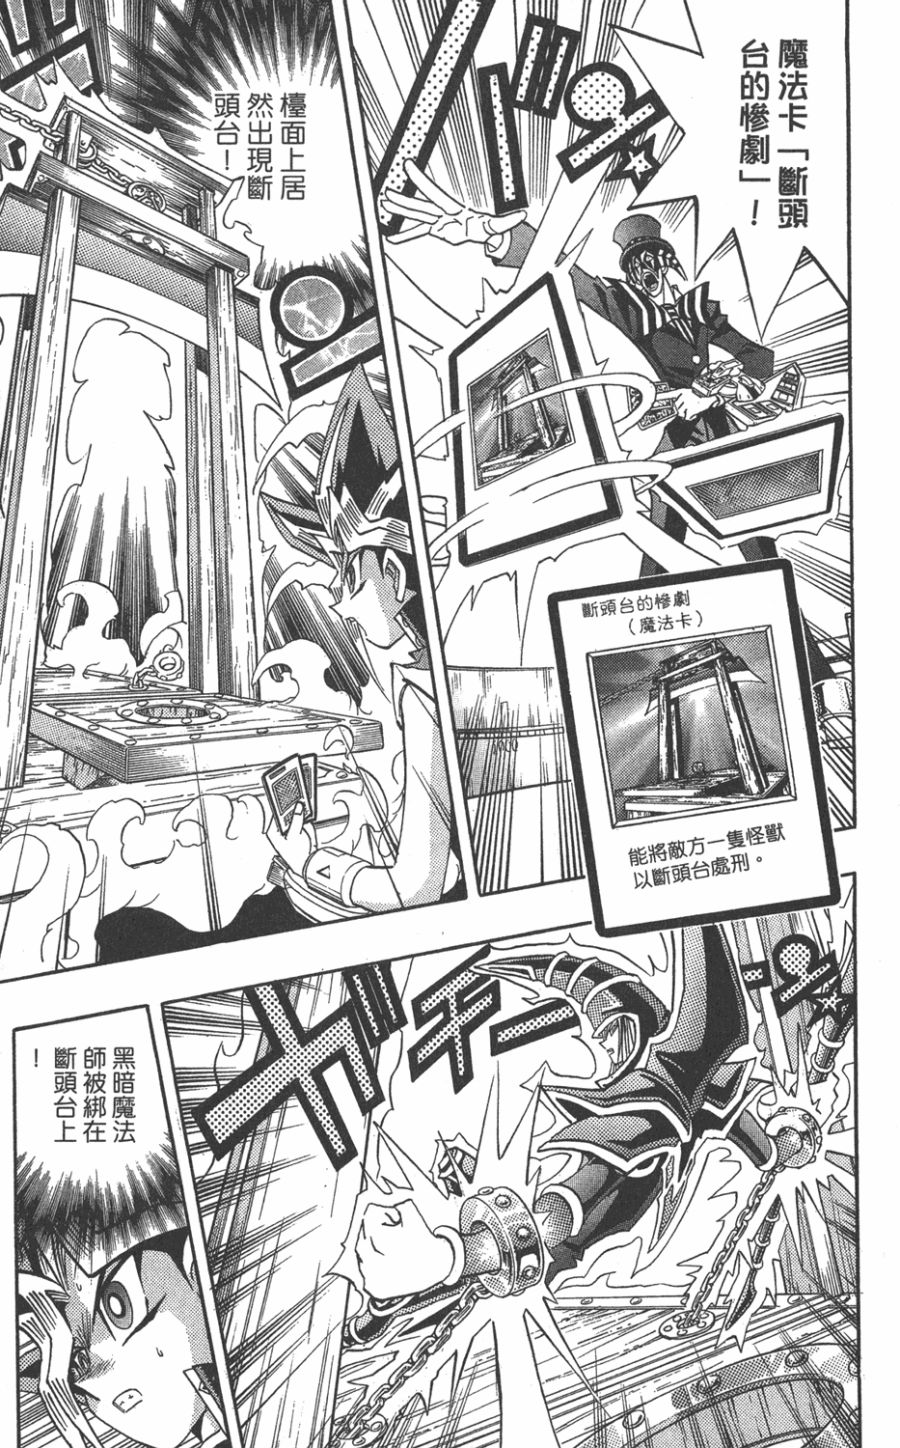 魔法卡「斷頭
台的慘劇」！
斷頭台的慘劇
（魔法卡）
能將敵方一隻怪獸
以斷頭台處刑。
檯面上居
然出現斷
頭台！
黑暗魔法
師被綁在
斷頭台上
！